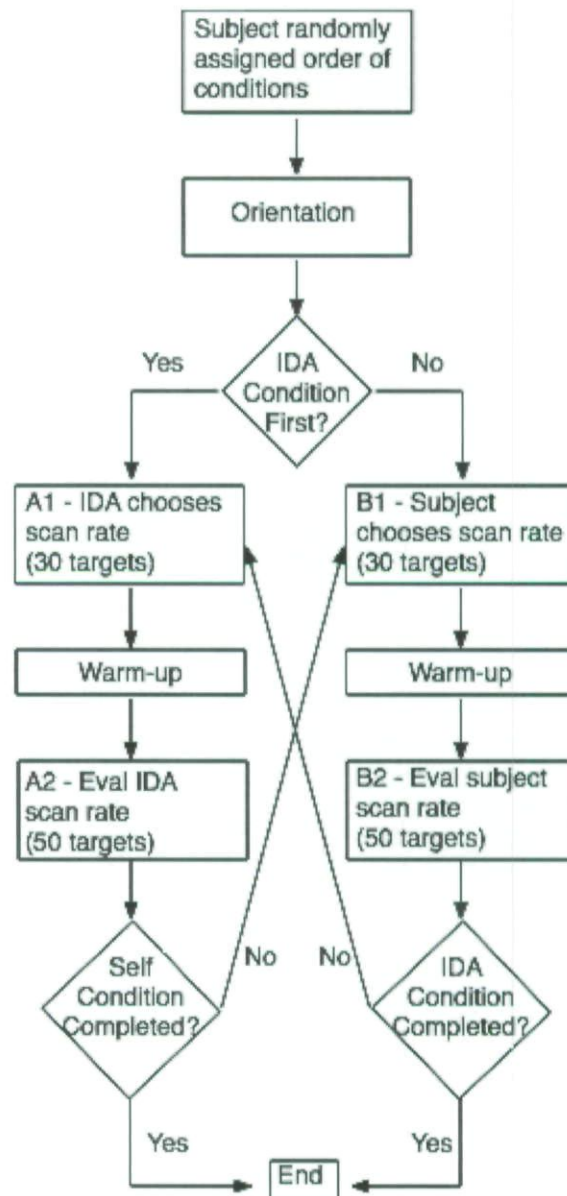 Subject randomly
assigned order of
conditions
Orientation
Yes
IDA
Condition
First?
No
A1 - IDA chooses
scan rate
(30 targets)
B1 - Subject
chooses scan rate
(30 targets)
Warm-up
Warm-up
A2 - Eval IDA
scan rate
(50 targets)
B2 - Eval subject
scan rate
(50 targets)
Self
Condition
Completed?
No
No
IDA
Condition
Completed?
Yes
Yes
End